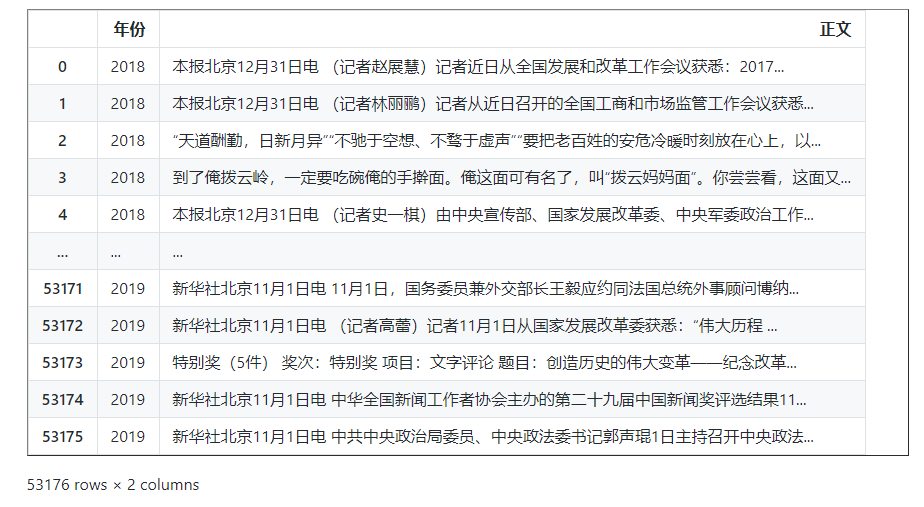 年份 正文
0 2018 本报北京12月31日电 （记者赵展慧）记者近日从全国发展和改革工作会议获悉：2017...
1 2018 本报北京12月31日电 （记者林丽鹂）记者从近日召开的全国工商和市场监管工作会议获悉...
2 2018 “天道酬勤，日新月异”“不驰于空想、不骛于虚声”“要把老百姓的安危冷暖时刻放在心上，以...
3 2018 到了俺拨云岭，一定要吃碗俺的手擀面。俺这面可有名了，叫“拨云妈妈面”。你尝尝看，这面又...
4 2018 本报北京12月31日电 （记者史一棋）由中央宣传部、国家发展改革委、中央军委政治工作...
... ... ...
53171 2019 新华社北京11月1日电 11月1日，国务委员兼外交部长王毅应约同法国总统外事顾问博纳...
53172 2019 新华社北京11月1日电 （记者高蕾）记者11月1日从国家发展改革委获悉：“伟大历程 ...
53173 2019 特别奖（5件） 奖次：特别奖 项目：文字评论 题目：创造历史的伟大变革——纪念改革...
53174 2019 新华社北京11月1日电 中华全国新闻工作者协会主办的第二十九届中国新闻奖评选结果11...
53175 2019 新华社北京11月1日电 中共中央政治局委员、中央政法委书记郭声琨1日主持召开中央政法...
53176 rows × 2 columns